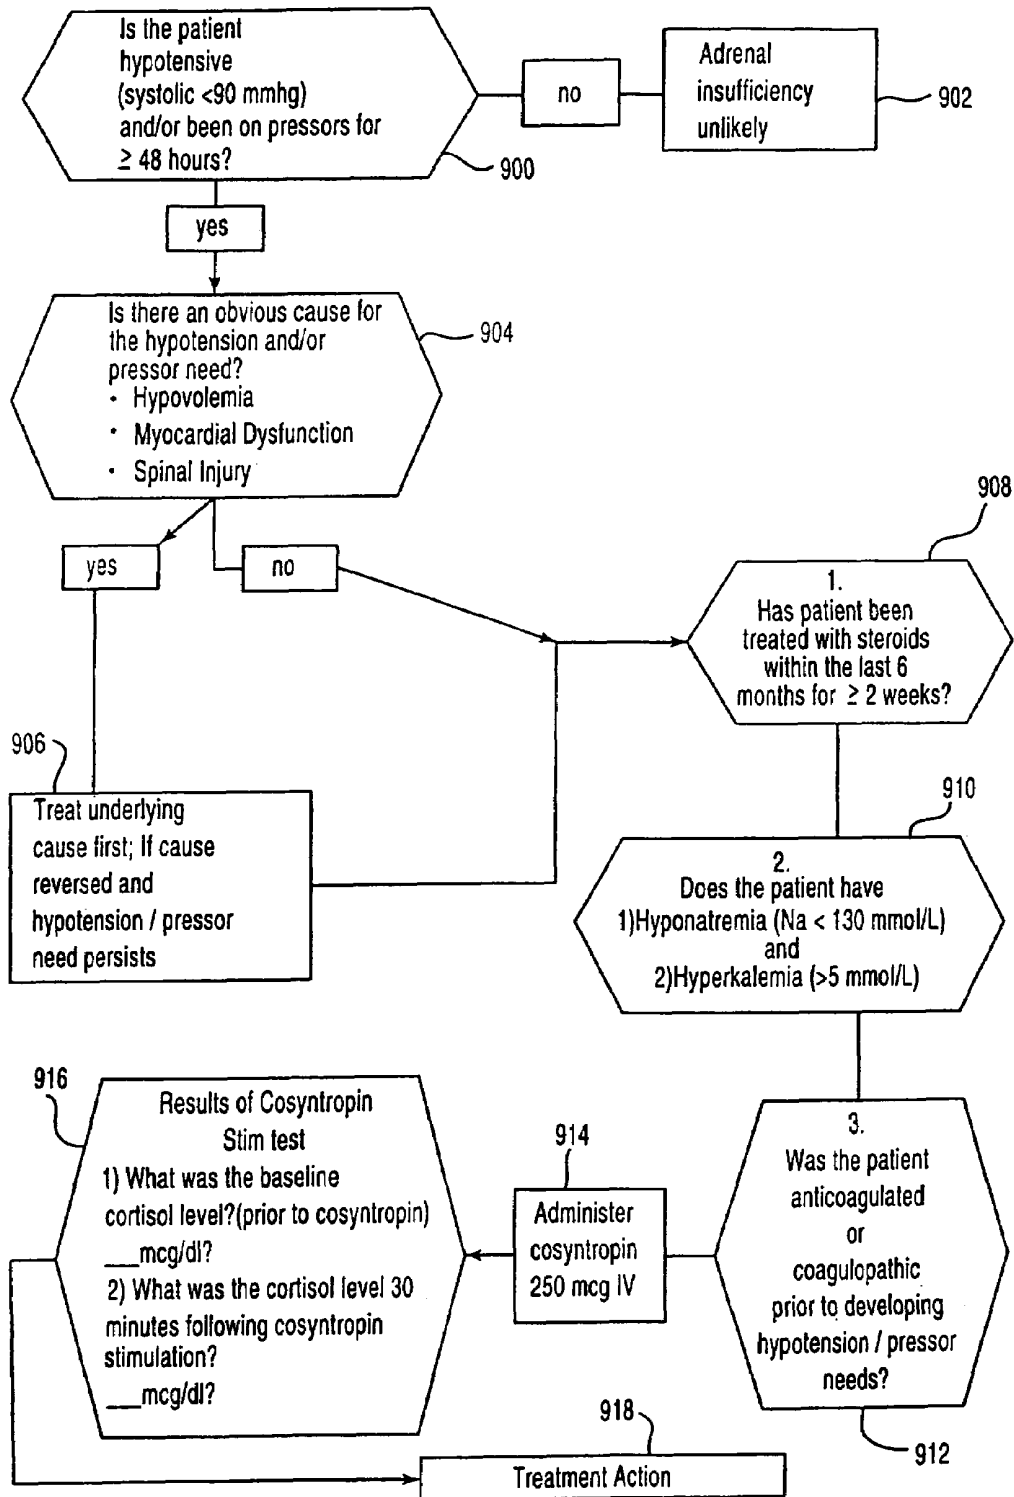 Is the patient
hypotensive
(systolic <90 mmhg)
and/or been on pressors for
≥ 48 hours?
900
no
Adrenal
insufficiency
unlikely
902
yes
Is there an obvious cause for
the hypotension and/or
pressor need?
• Hypovolemia
• Myocardial Dysfunction
• Spinal Injury
904
yes
no
908
1.
Has patient been
treated with steroids
within the last 6
months for ≥ 2 weeks?
906
Treat underlying
cause first; If cause
reversed and
hypotension / pressor
need persists
910
2.
Does the patient have
1)Hyponatremia (Na < 130 mmol/L)
and
2)Hyperkalemia (>5 mmol/L)
3.
Was the patient
anticoagulated
or
coagulopathic
prior to developing
hypotension / pressor
needs?
912
914
Administer
cosyntropin
250 mcg IV
916
Results of Cosyntropin
Stim test
1) What was the baseline
cortisol level?(prior to cosyntropin)
___mcg/dl?
2) What was the cortisol level 30
minutes following cosyntropin
stimulation?
___mcg/dl?
918
Treatment Action